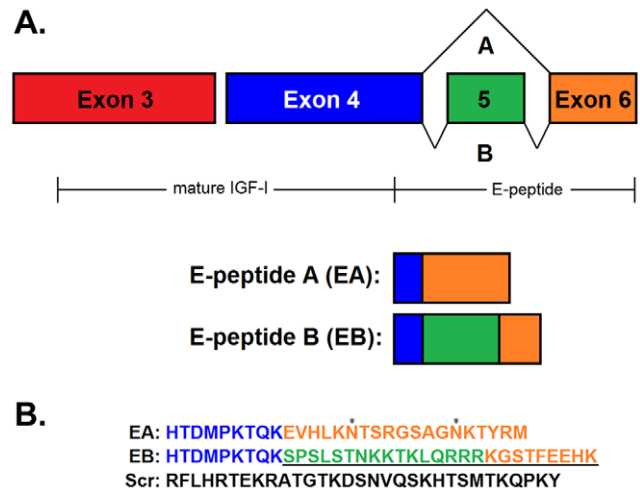 A.
A
Exon 3 Exon 4 5 Exon 6
B
mature IGF-I E-peptide
E-peptide A (EA):
E-peptide B (EB):
B.
* *
EA: HTDMPKTQKEVHLKNTSRGSAGNKTYRM
EB: HTDMPKTQKSPSLSTNKKTKLQRRRKGSTFEEHK
Scr: RFLHRTEKRATGTKDSNVQSKHTSMTKQPKY